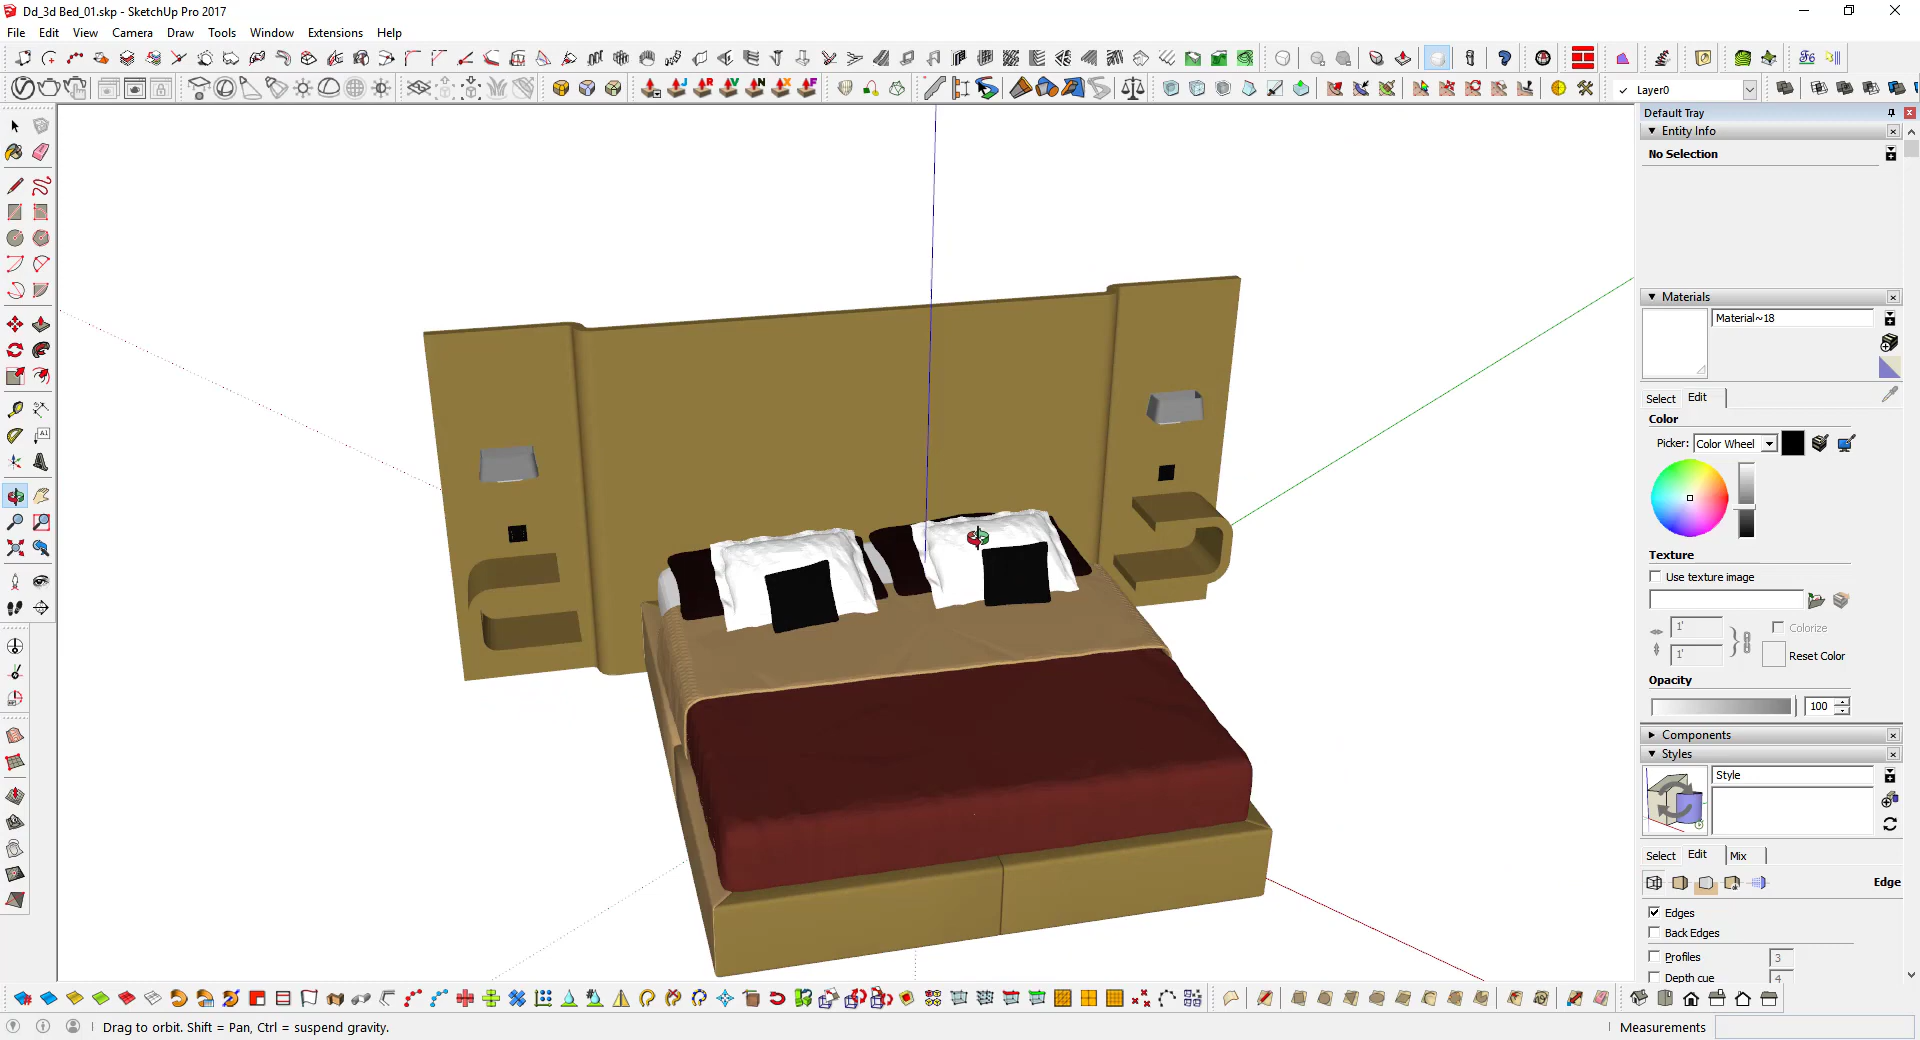 Dd_3d Bed_01.skp - SketchUp Pro 2017
File Edit View Camera Draw Tools Window Extensions Help
Layer0
Default Tray
Entity Info
No Selection
Materials
Material~18
Select Edit
Color
Picker: Color Wheel
Texture
Use texture image
1'
Colorize
1'
Reset Color
Opacity
100
Components
Styles
Style
Select Edit Mix
Edge
Edges
Back Edges
Profiles 3
Depth cue 4
Drag to orbit. Shift = Pan, Ctrl = suspend gravity.
Measurements